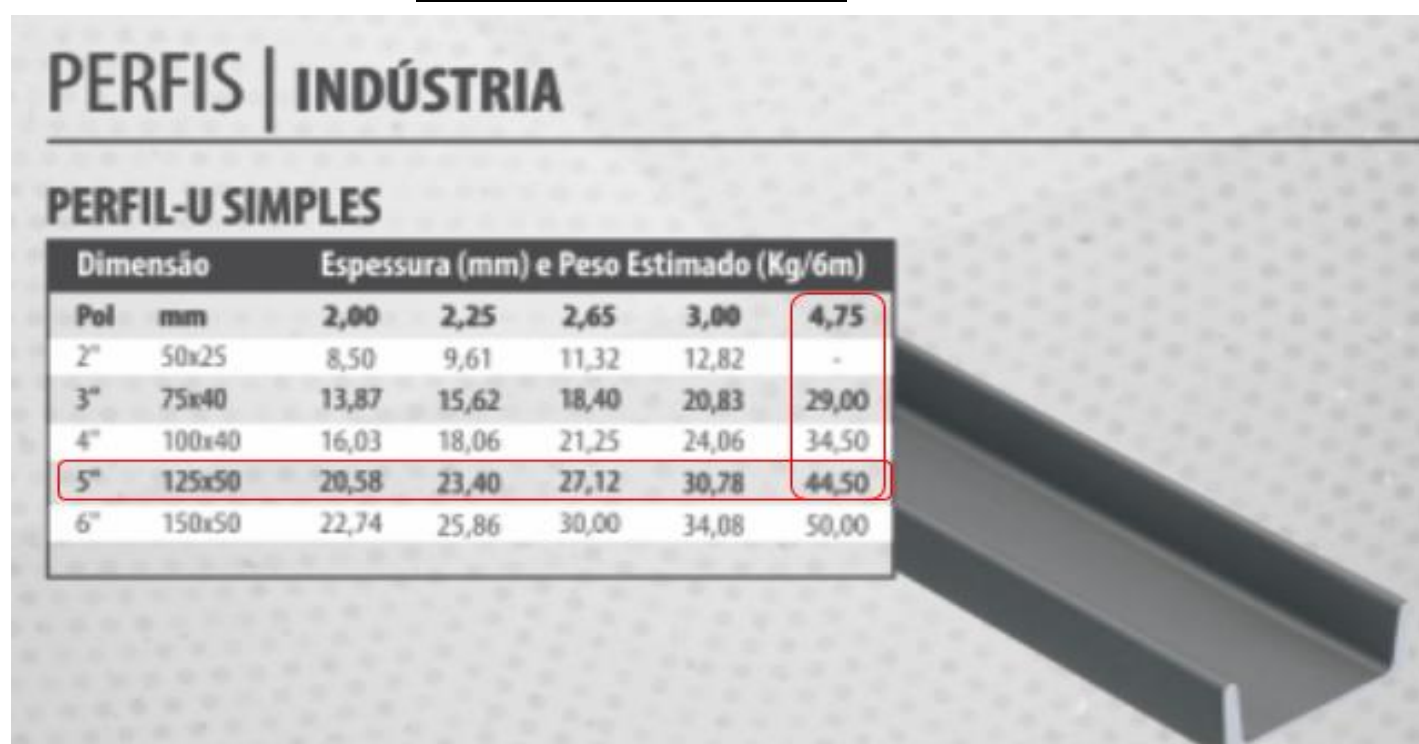 PERFIS | INDÚSTRIA
PERFIL-U SIMPLES
Dimensão Espessura (mm) e Peso Estimado (Kg/6m)
Pol mm 2,00 2,25 2,65 3,00 4,75
2" 50x25 8,50 9,61 11,32 12,82 -
3" 75x40 13,87 15,62 18,40 20,83 29,00
4" 100x40 16,03 18,06 21,25 24,06 34,50
5" 125x50 20,58 23,40 27,12 30,78 44,50
6" 150x50 22,74 25,86 30,00 34,08 50,00